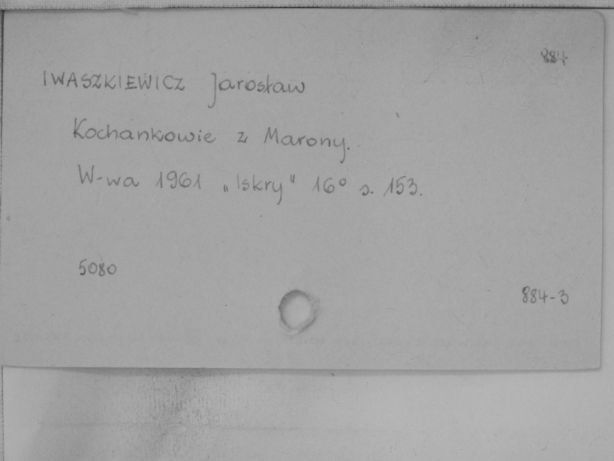 884
IWASZKIEWICZ Jarosław
Kochankowie z Marony.
W-wa 1961 „Iskry" 16° s. 153.
5080
884-3